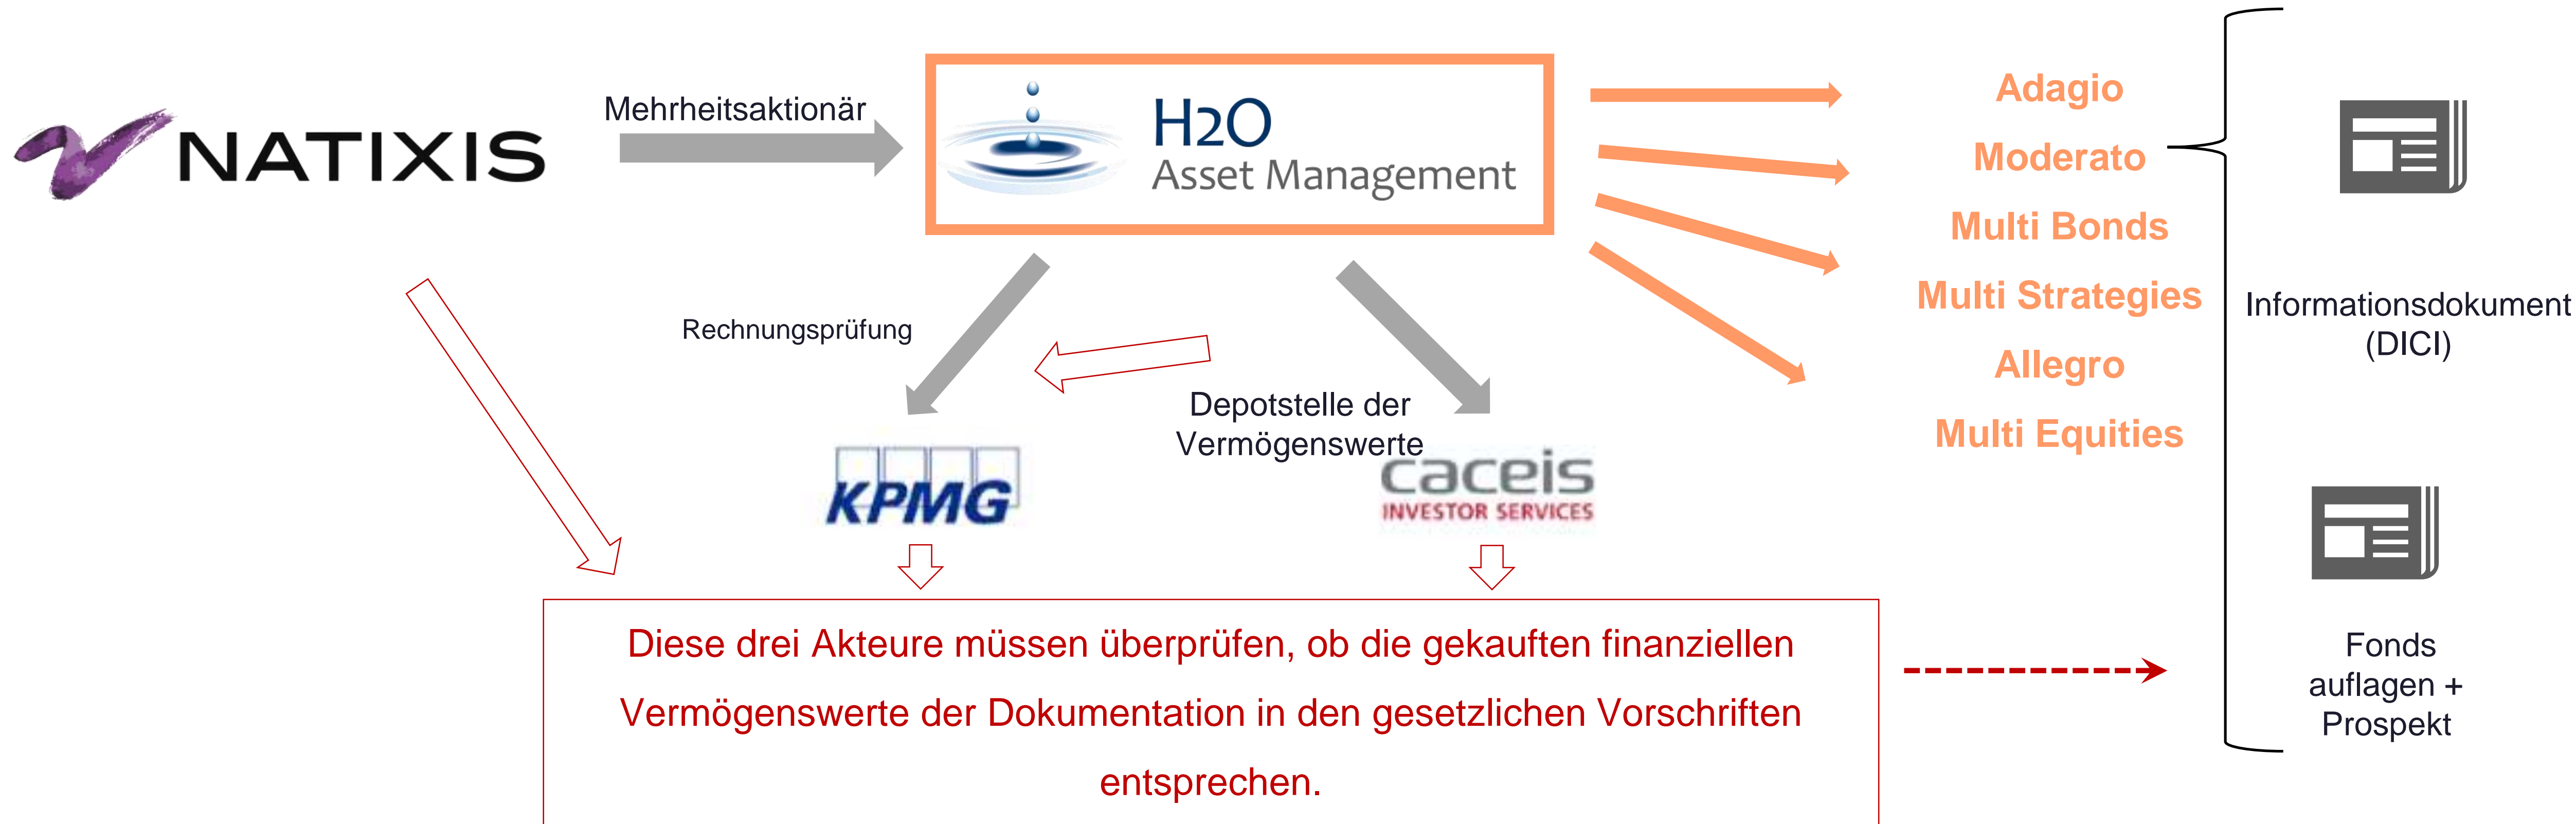 NATIXIS
Mehrheitsaktionär
H2O
Asset Management
Adagio
Moderato
Multi Bonds
Multi Strategies
Allegro
Multi Equities
Informationsdokument
(DICI)
Rechnungsprüfung
Depotstelle der
Vermögenswerte
KPMG
caceis
INVESTOR SERVICES
Fonds
auflagen +
Prospekt
Diese drei Akteure müssen überprüfen, ob die gekauften finanziellen
Vermögenswerte der Dokumentation in den gesetzlichen Vorschriften
entsprechen.